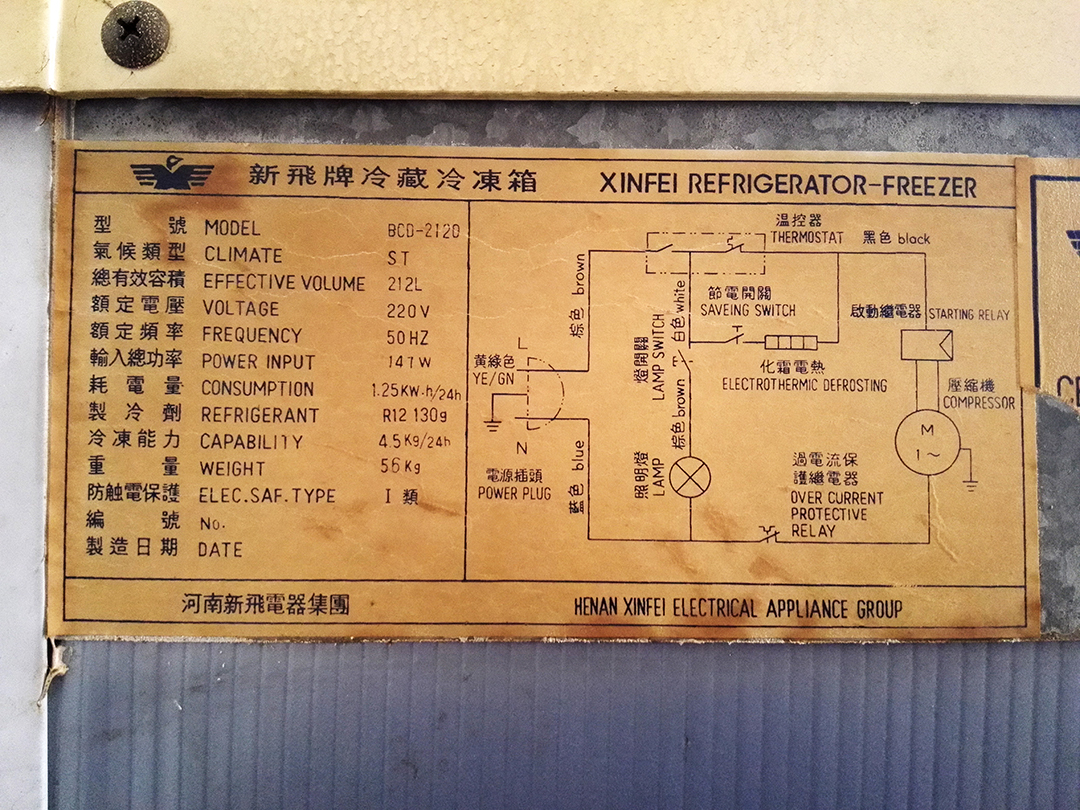 新飛牌冷藏冷凍箱 XINFEI REFRIGERATOR-FREEZER
型號 MODEL BCD-212D
氣候類型 CLIMATE ST
總有效容積 EFFECTIVE VOLUME 212L
額定電壓 VOLTAGE 220V
額定頻率 FREQUENCY 50HZ
輸入總功率 POWER INPUT 147W
耗電量 CONSUMPTION 1.25KW·h/24h
製冷劑 REFRIGERANT R12 130g
冷凍能力 CAPABILITY 4.5Kg/24h
重量 WEIGHT 56Kg
防触電保護 ELEC.SAF.TYPE I 類
編號 No.
製造日期 DATE
溫控器
THERMOSTAT
黑色 black
棕色 brown
白色 white
節電開關
SAVEING SWITCH
啟動繼電器 STARTING RELAY
燈開關
LAMP SWITCH
化霜電熱
ELECTROTHERMIC DEFROSTING
L
黄綠色
YE/GN
N
電源插頭
POWER PLUG
藍色 blue
棕色 brown
照明燈
LAMP
壓縮機
COMPRESSOR
M
1~
過電流保
護繼電器
OVER CURRENT
PROTECTIVE
RELAY
河南新飛電器集團 HENAN XINFEI ELECTRICAL APPLIANCE GROUP